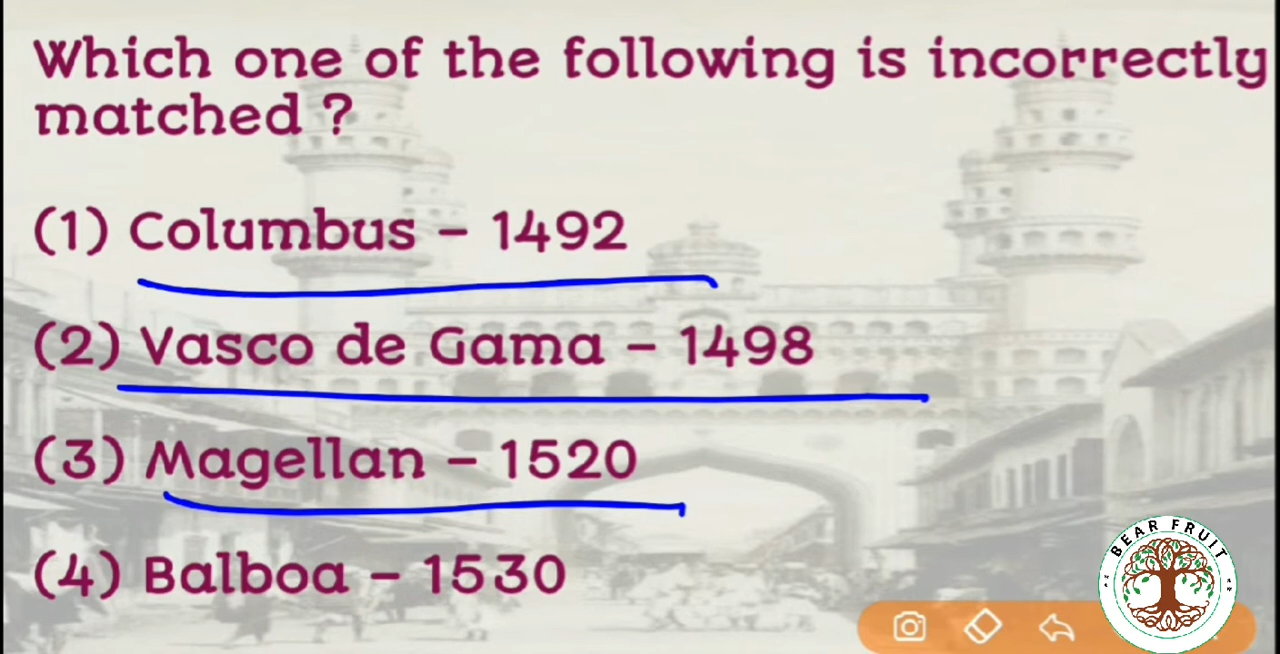 Which one of the following is incorrectly
matched ?
(1) Columbus – 1492
(2) Vasco de Gama – 1498
(3) Magellan – 1520
(4) Balboa – 1530
BEAR FRUIT